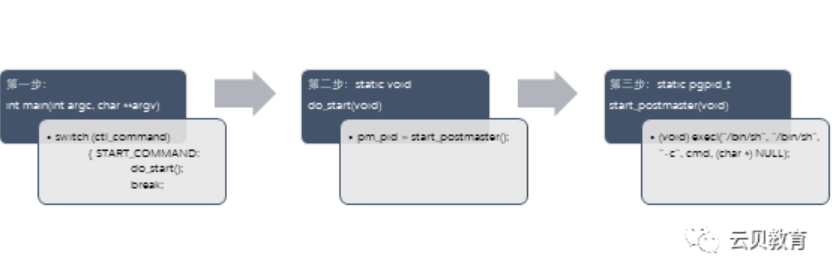 第一步：
int main(int argc, char **argv)
• switch (ctl_command)
{ START_COMMAND:
do_start();
break;
第二步：static void
do_start(void)
• pm_pid = start_postmaster();
第三步：static pgpid_t
start_postmaster(void)
• (void) execl("/bin/sh", "/bin/sh",
"-c", cmd, (char *) NULL);
云贝教育